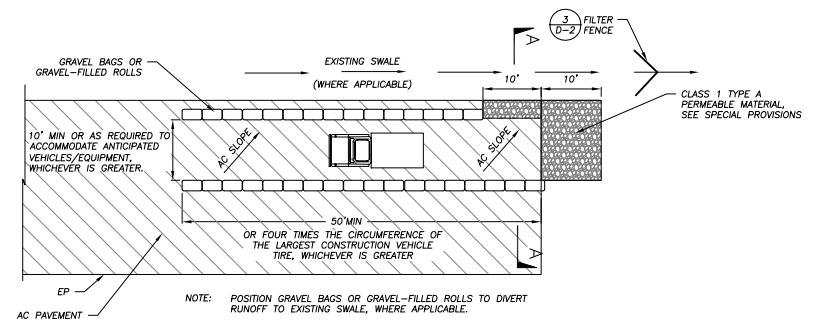 3
D-2
FILTER
FENCE
A
GRAVEL BAGS OR
GRAVEL-FILLED ROLLS
EXISTING SWALE
(WHERE APPLICABLE)
10'
10'
CLASS 1 TYPE A
PERMEABLE MATERIAL,
SEE SPECIAL PROVISIONS
10' MIN OR AS REQUIRED TO
ACCOMMODATE ANTICIPATED
VEHICLES/EQUIPMENT,
WHICHEVER IS GREATER.
AC SLOPE
AC SLOPE
50'MIN
OR FOUR TIMES THE CIRCUMFERENCE OF
THE LARGEST CONSTRUCTION VEHICLE
TIRE, WHICHEVER IS GREATER
A
EP
AC PAVEMENT
NOTE: POSITION GRAVEL BAGS OR GRAVEL-FILLED ROLLS TO DIVERT
RUNOFF TO EXISTING SWALE, WHERE APPLICABLE.